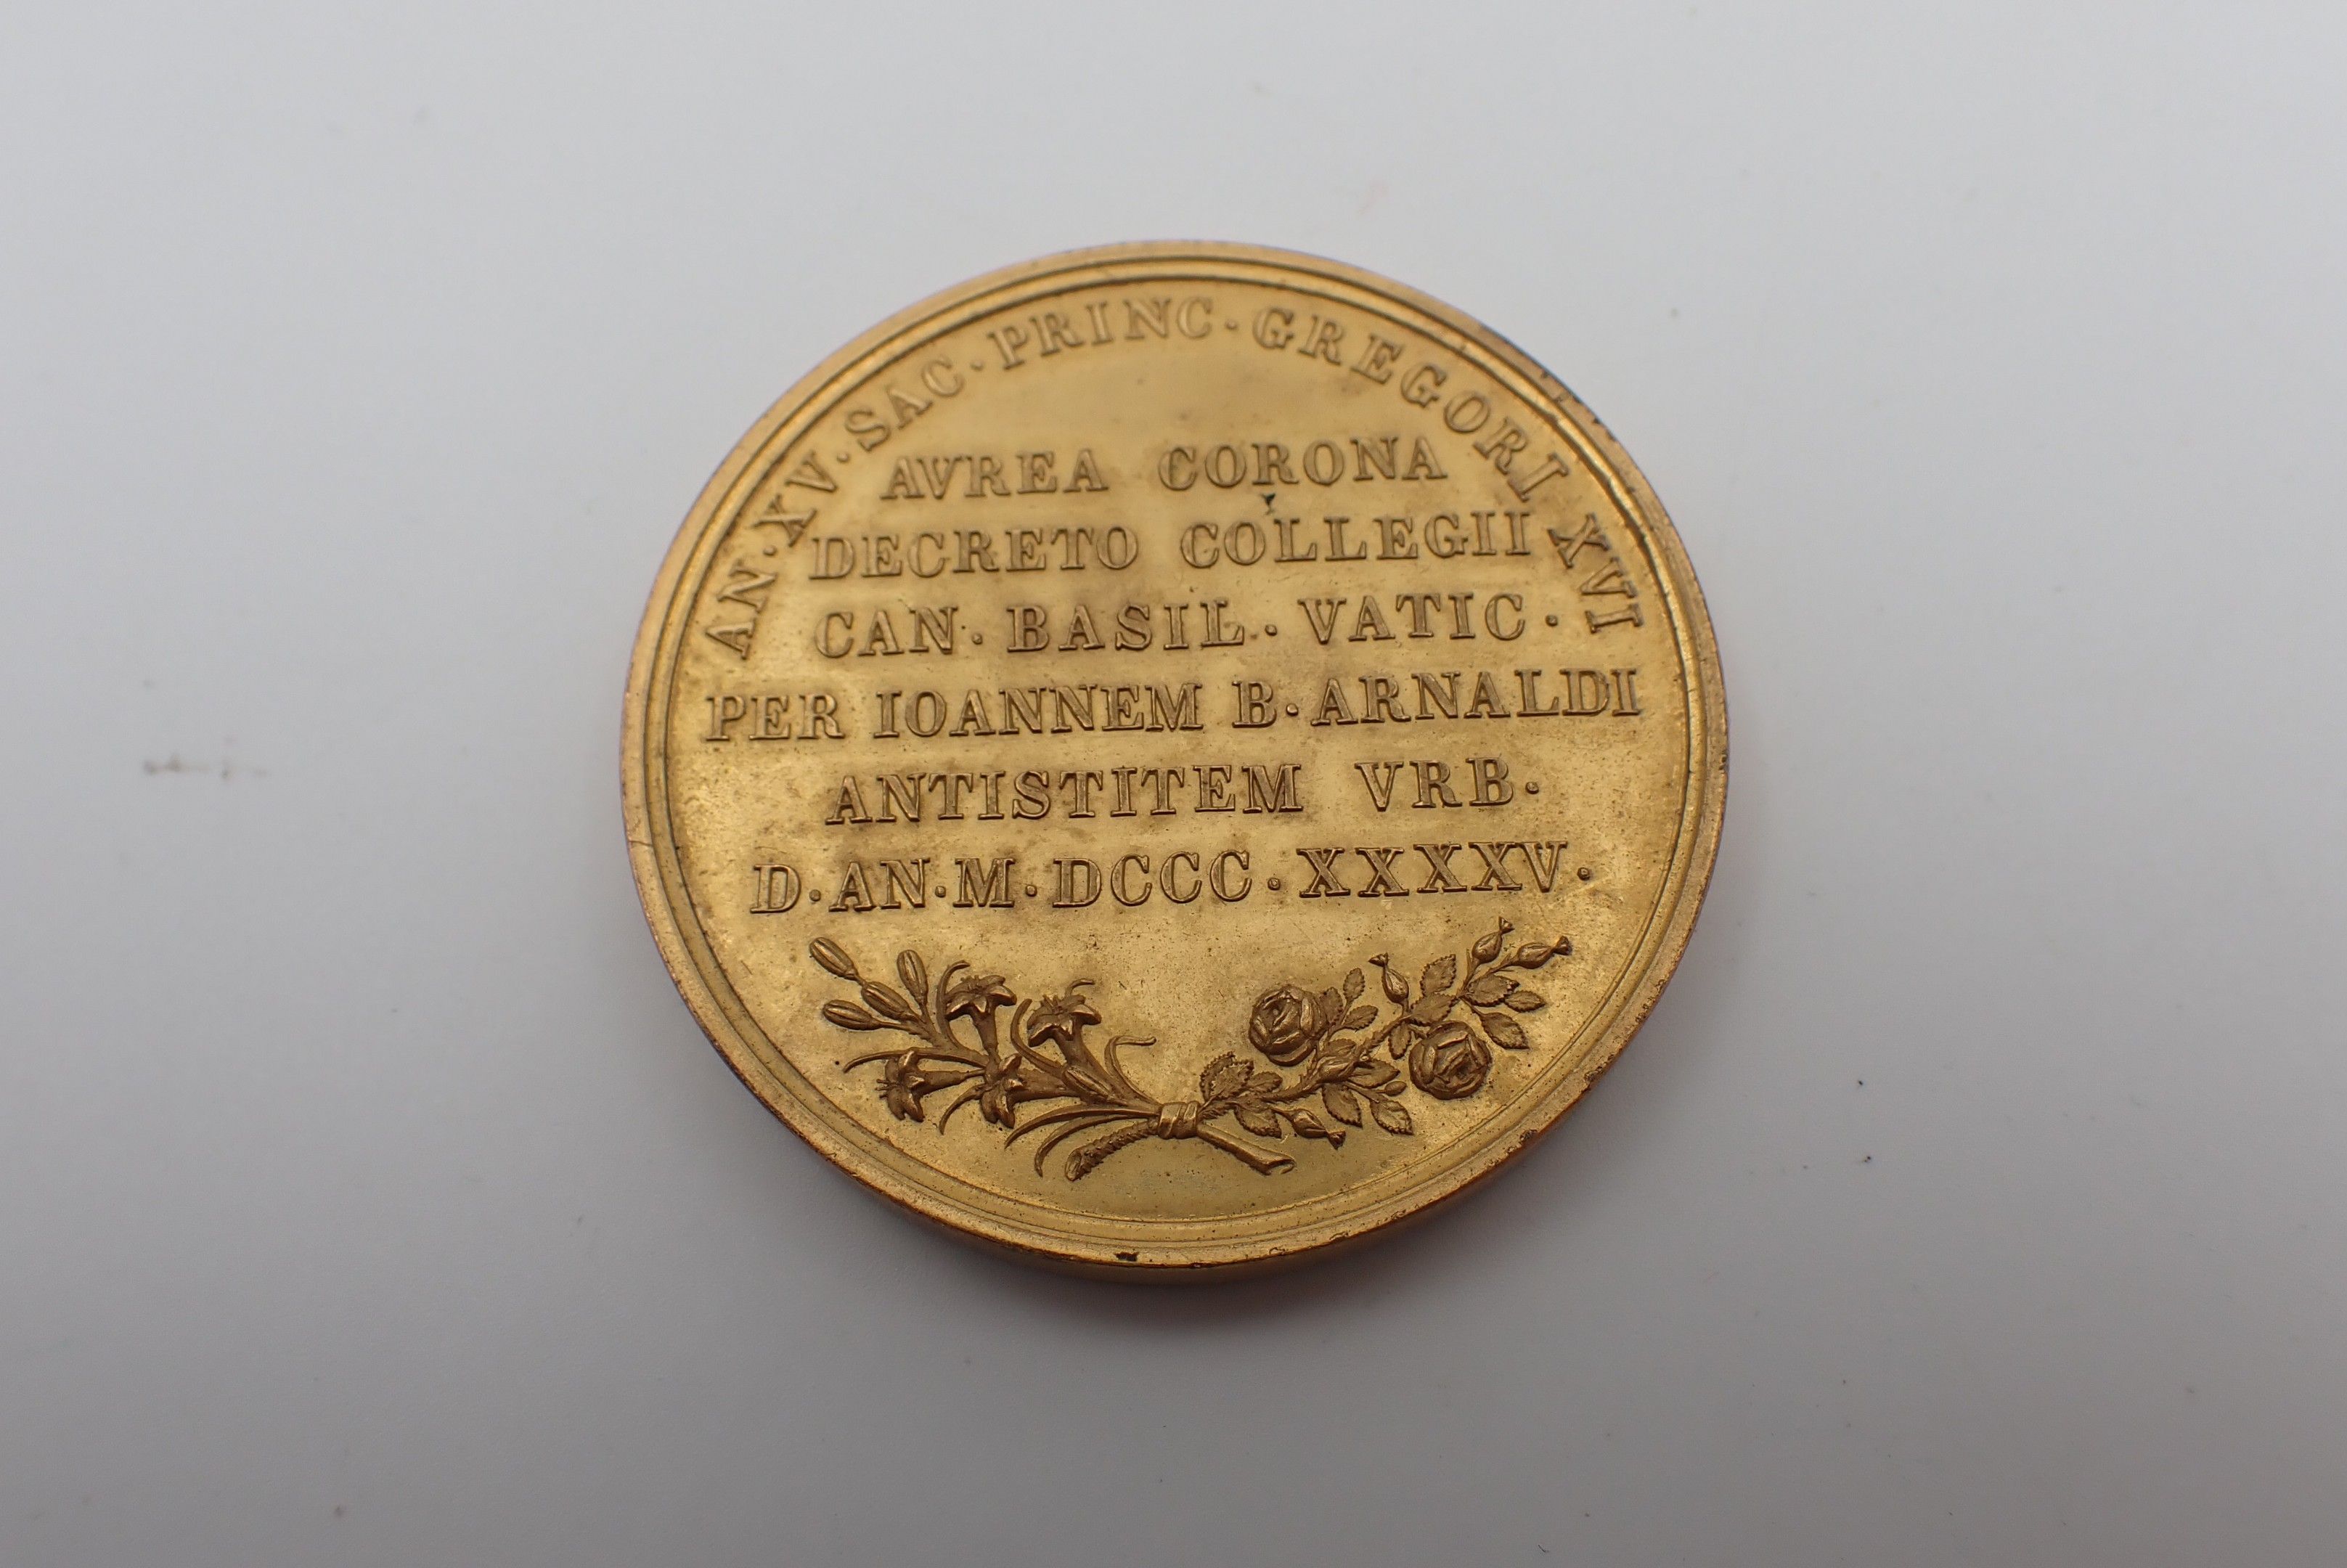 AN · XV · SAC · PRINC · GREGORI XVI
AVREA CORONA
DECRETO COLLEGII
CAN · BASIL · VATIC ·
PER IOANNEM B · ARNALDI
ANTISTITEM VRB ·
D · AN · M · DCCC · XXXXV ·